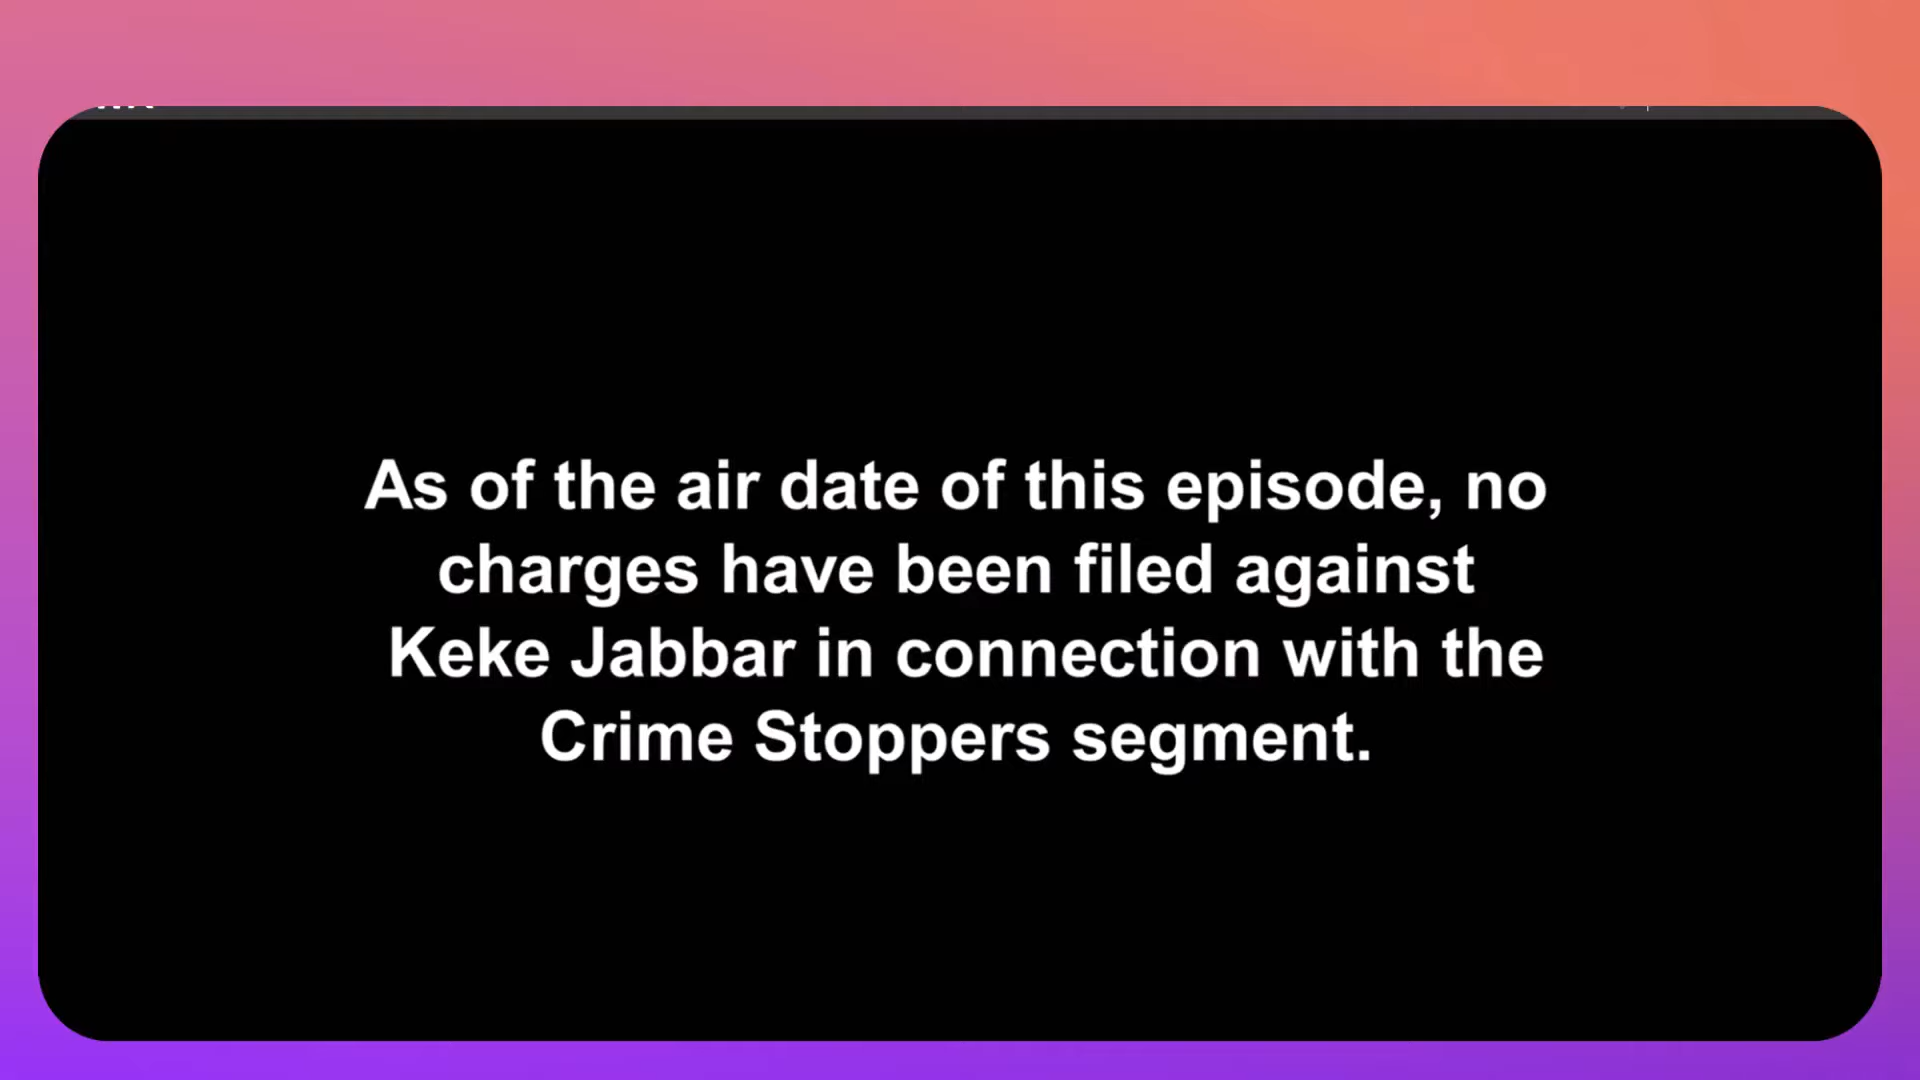 As of the air date of this episode, no
charges have been filed against
Keke Jabbar in connection with the
Crime Stoppers segment.